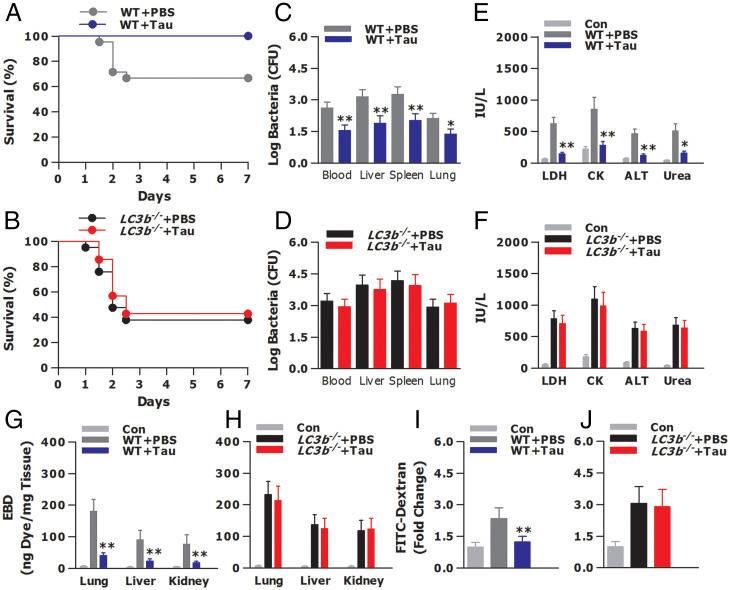 A
WT+PBS
WT+Tau
Survival (%)
100
80
60
40
20
0
0 1 2 3 4 5 6 7
Days
B
LC3b-/-+PBS
LC3b-/-+Tau
Survival (%)
100
80
60
40
20
0
0 1 2 3 4 5 6 7
Days
C
WT+PBS
WT+Tau
Log Bacteria (CFU)
6.0
4.5
3.0
1.5
0.0
** ** ** *
Blood Liver Spleen Lung
D
LC3b-/-+PBS
LC3b-/-+Tau
Log Bacteria (CFU)
6.0
4.5
3.0
1.5
0.0
Blood Liver Spleen Lung
E
Con
WT+PBS
WT+Tau
IU/L
2000
1500
1000
500
0
** ** ** *
LDH CK ALT Urea
F
Con
LC3b-/-+PBS
LC3b-/-+Tau
IU/L
2000
1500
1000
500
0
LDH CK ALT Urea
G
Con
WT+PBS
WT+Tau
EBD
(ng Dye/mg Tissue)
400
300
200
100
0
** ** **
Lung Liver Kidney
H
Con
LC3b-/-+PBS
LC3b-/-+Tau
400
300
200
100
0
Lung Liver Kidney
I
Con
WT+PBS
WT+Tau
FITC-Dextran
(Fold Change)
6.0
4.5
3.0
1.5
0.0
**
J
Con
LC3b-/-+PBS
LC3b-/-+Tau
6.0
4.5
3.0
1.5
0.0